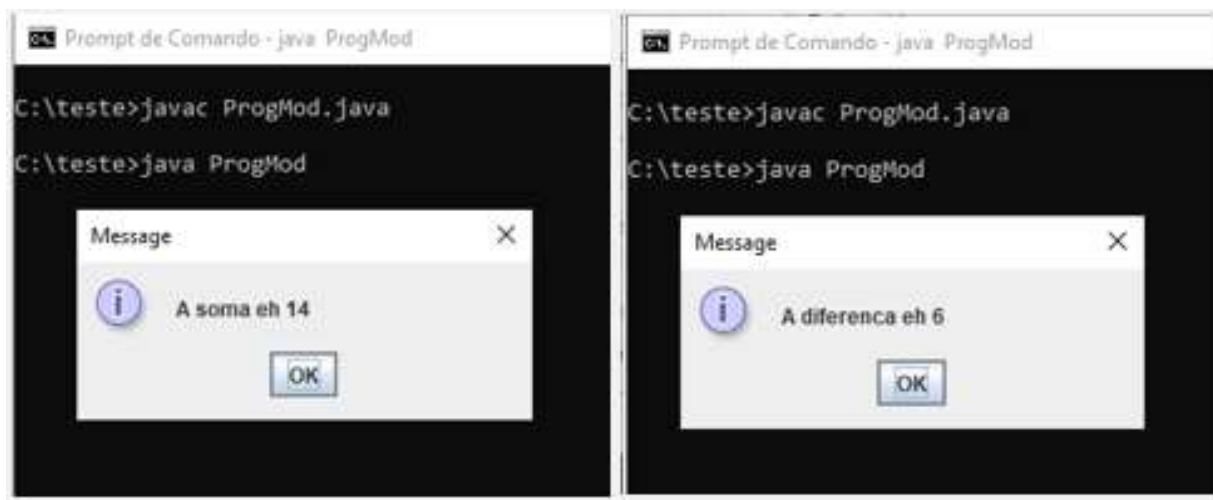 Prompt de Comando - java ProgMod
C:\teste>javac ProgMod.java
C:\teste>java ProgMod
Message
A soma eh 14
OK
Prompt de Comando - java ProgMod
C:\teste>javac ProgMod.java
C:\teste>java ProgMod
Message
A diferenca eh 6
OK